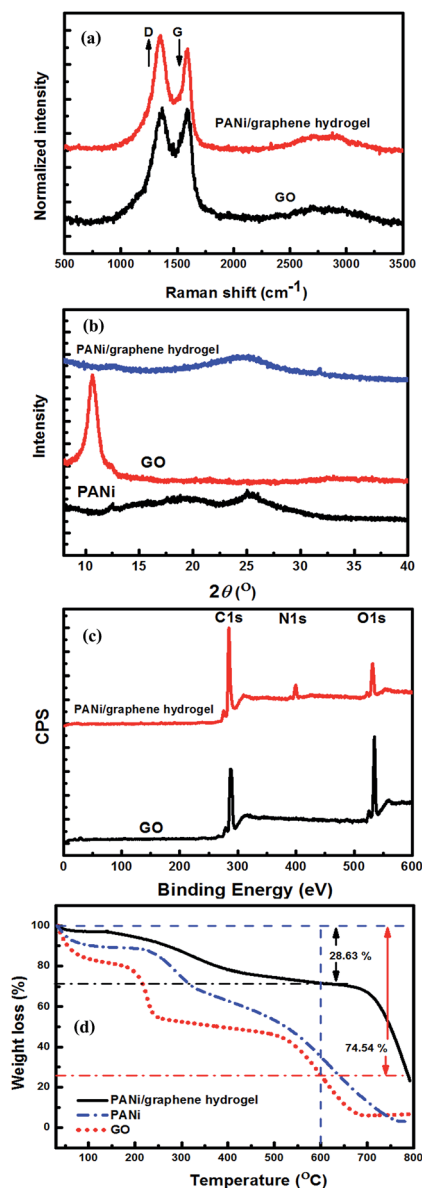 (a)
D
G
PANi/graphene hydrogel
GO
Normalized intensity
500 1000 1500 2000 2500 3000 3500
Raman shift (cm-1)
(b)
PANi/graphene hydrogel
GO
PANi
Intensity
10 15 20 25 30 35 40
2θ (O)
(c)
C1s N1s O1s
PANi/graphene hydrogel
GO
CPS
0 100 200 300 400 500 600
Binding Energy (eV)
100
80
60
40
20
0
28.63 %
(d)
74.54 %
PANi/graphene hydrogel
PANi
GO
Weight loss (%)
100 200 300 400 500 600 700 800
Temperature (OC)